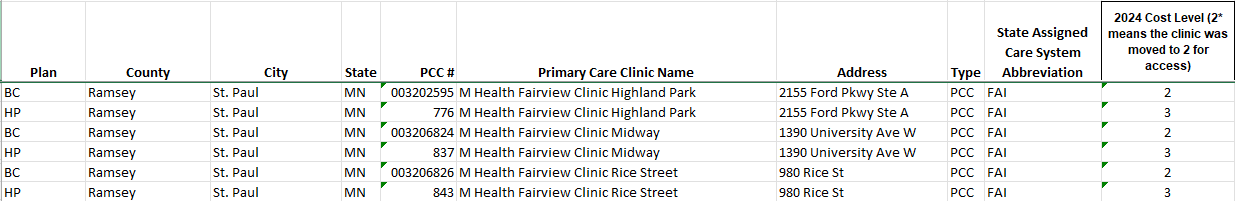 Plan County City State PCC # Primary Care Clinic Name Address Type State Assigned Care System Abbreviation 2024 Cost Level (2* means the clinic was moved to 2 for access)
BC Ramsey St. Paul MN 003202595 M Health Fairview Clinic Highland Park 2155 Ford Pkwy Ste A PCC FAI 2
HP Ramsey St. Paul MN 776 M Health Fairview Clinic Highland Park 2155 Ford Pkwy Ste A PCC FAI 3
BC Ramsey St. Paul MN 003206824 M Health Fairview Clinic Midway 1390 University Ave W PCC FAI 2
HP Ramsey St. Paul MN 837 M Health Fairview Clinic Midway 1390 University Ave W PCC FAI 3
BC Ramsey St. Paul MN 003206826 M Health Fairview Clinic Rice Street 980 Rice St PCC FAI 2
HP Ramsey St. Paul MN 843 M Health Fairview Clinic Rice Street 980 Rice St PCC FAI 3